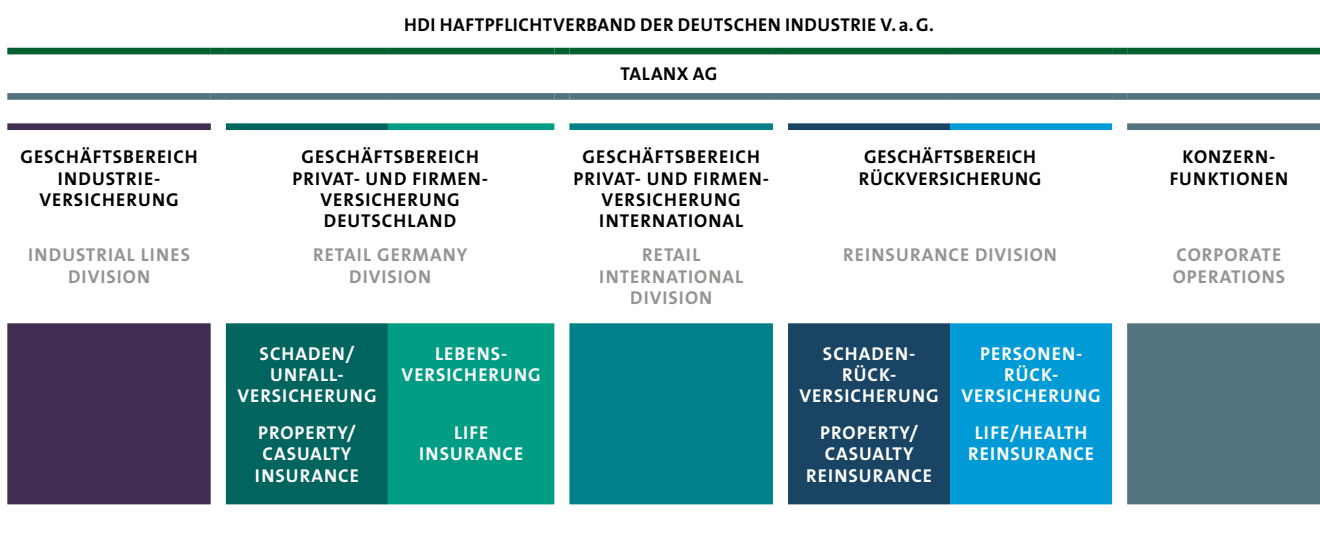 HDI HAFTPFLICHTVERBAND DER DEUTSCHEN INDUSTRIE V. a. G.
TALANX AG
GESCHÄFTSBEREICH
INDUSTRIE-
VERSICHERUNG
INDUSTRIAL LINES
DIVISION
GESCHÄFTSBEREICH
PRIVAT- UND FIRMEN-
VERSICHERUNG
DEUTSCHLAND
RETAIL GERMANY
DIVISION
GESCHÄFTSBEREICH
PRIVAT- UND FIRMEN-
VERSICHERUNG
INTERNATIONAL
RETAIL
INTERNATIONAL
DIVISION
GESCHÄFTSBEREICH
RÜCKVERSICHERUNG
REINSURANCE DIVISION
KONZERN-
FUNKTIONEN
CORPORATE
OPERATIONS
SCHADEN/
UNFALL-
VERSICHERUNG
PROPERTY/
CASUALTY
INSURANCE
LEBENS-
VERSICHERUNG
LIFE
INSURANCE
SCHADEN-
RÜCK-
VERSICHERUNG
PROPERTY/
CASUALTY
REINSURANCE
PERSONEN-
RÜCK-
VERSICHERUNG
LIFE/HEALTH
REINSURANCE